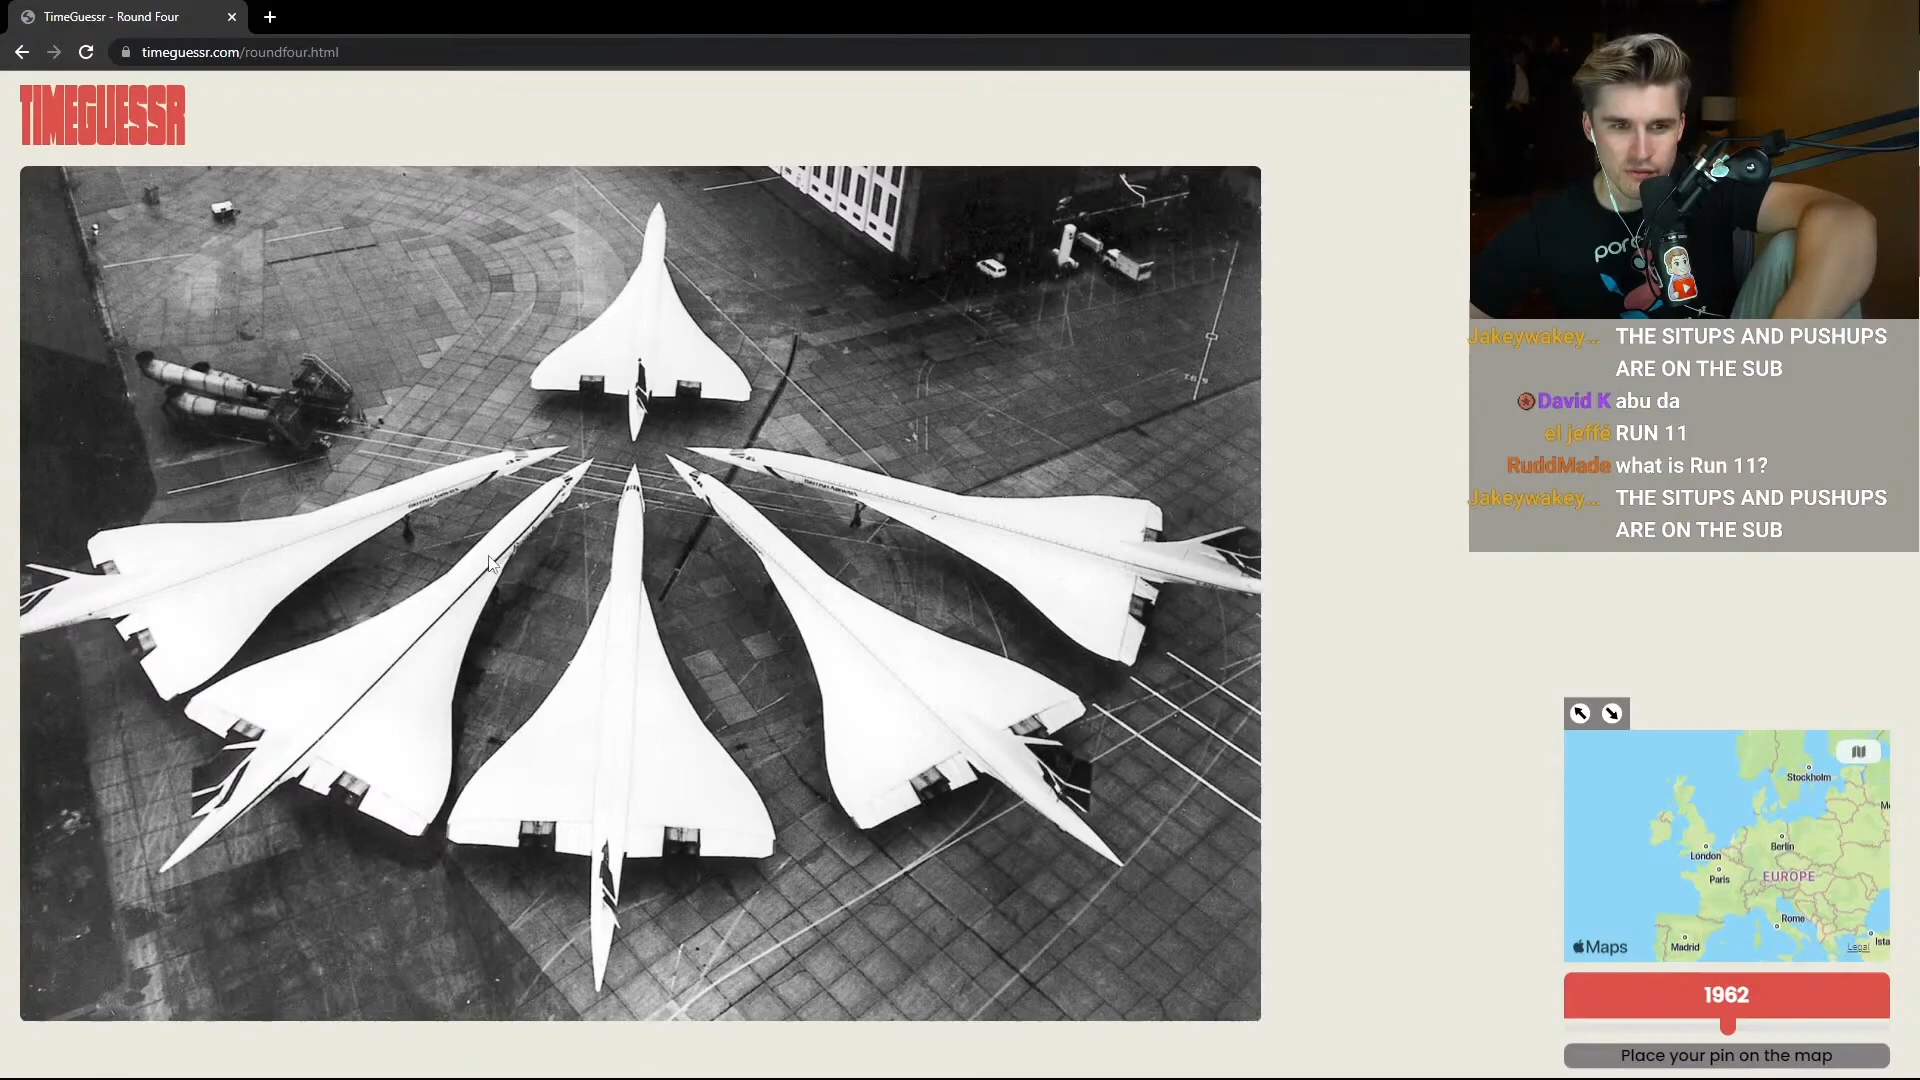 TimeGuessr - Round Four
timeguessr.com/roundfour.html
TIMEGUESSR
Jakeywakey... THE SITUPS AND PUSHUPS
ARE ON THE SUB
David K abu da
el jeffé RUN 11
RuddMade what is Run 11?
Jakeywakey... THE SITUPS AND PUSHUPS
ARE ON THE SUB
Stockholm
Berlin
London
EUROPE
Paris
Rome
Madrid
Maps
Legal
Ista
1962
Place your pin on the map